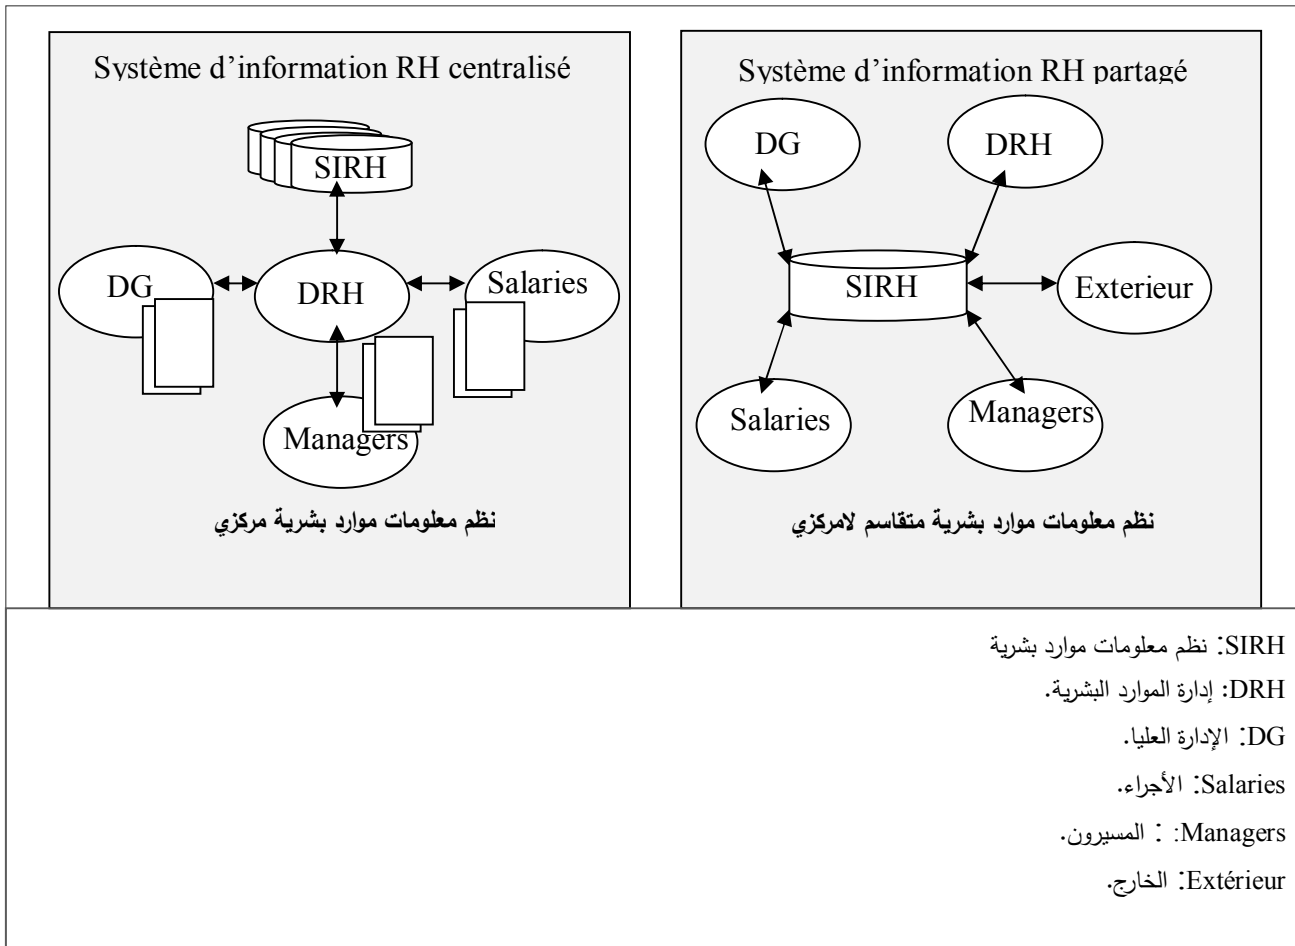 Système d'information RH centralisé
SIRH
DG
DRH
Salaries
Managers
نظم معلومات موارد بشرية مركزي
Système d'information RH partagé
DG
DRH
SIRH
Exterieur
Salaries
Managers
نظم معلومات موارد بشرية متقاسم لامركزي
SIRH: نظم معلومات موارد بشرية
DRH: إدارة الموارد البشرية.
DG: الإدارة العليا.
Salaries: الأجراء.
Managers: : المسيرون.
Extérieur: الخارج.